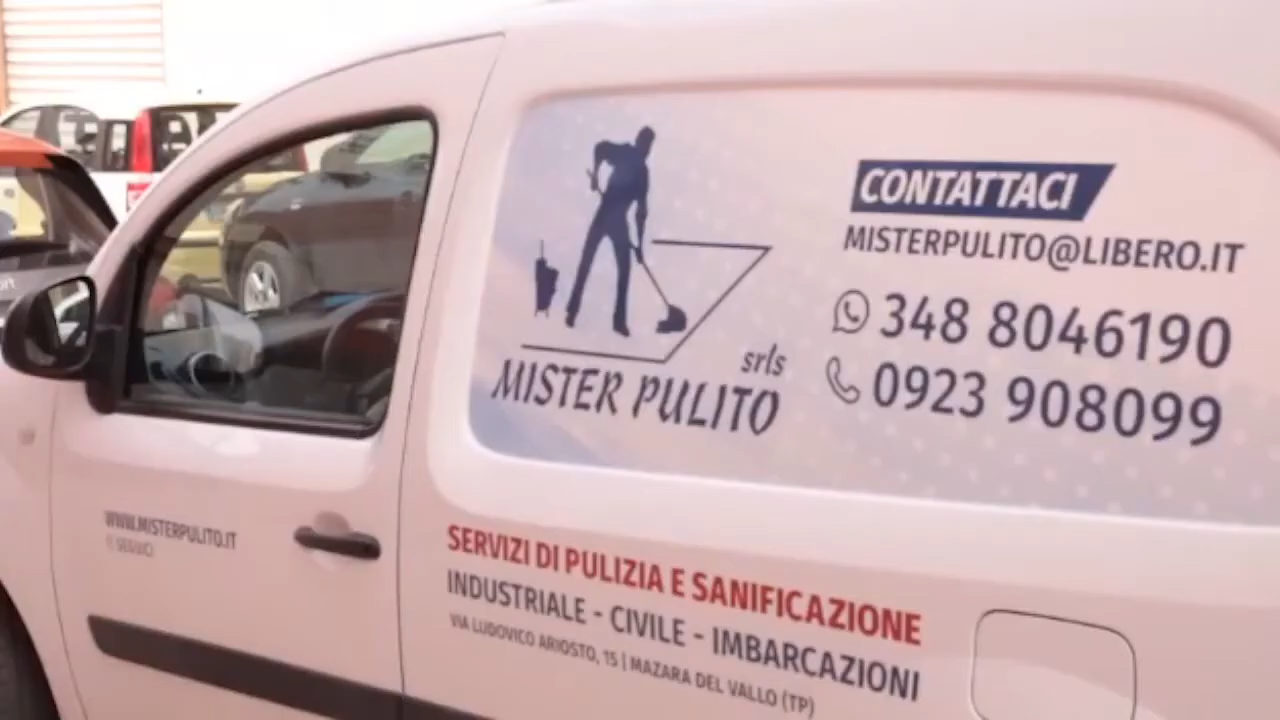 CONTATTACI
MISTERPULITO@LIBERO.IT
348 8046190
0923 908099
srls
MISTER PULITO
WWW.MISTERPULITO.IT
SEGUICI
SERVIZI DI PULIZIA E SANIFICAZIONE
INDUSTRIALE - CIVILE - IMBARCAZIONI
VIA LUDOVICO ARIOSTO, 15 | MAZARA DEL VALLO (TP)